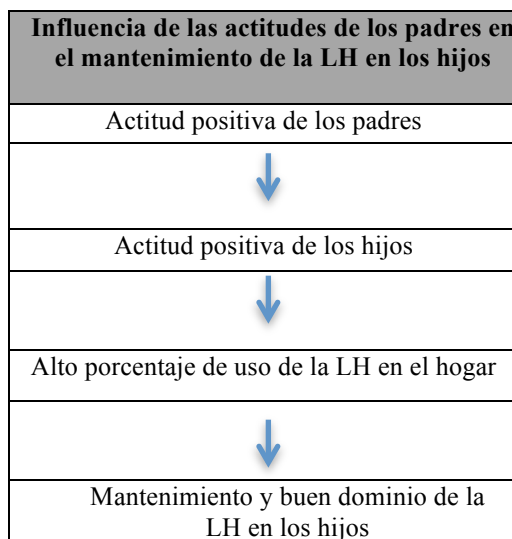 Influencia de las actitudes de los padres en
el mantenimiento de la LH en los hijos
Actitud positiva de los padres
Actitud positiva de los hijos
Alto porcentaje de uso de la LH en el hogar
Mantenimiento y buen dominio de la
LH en los hijos